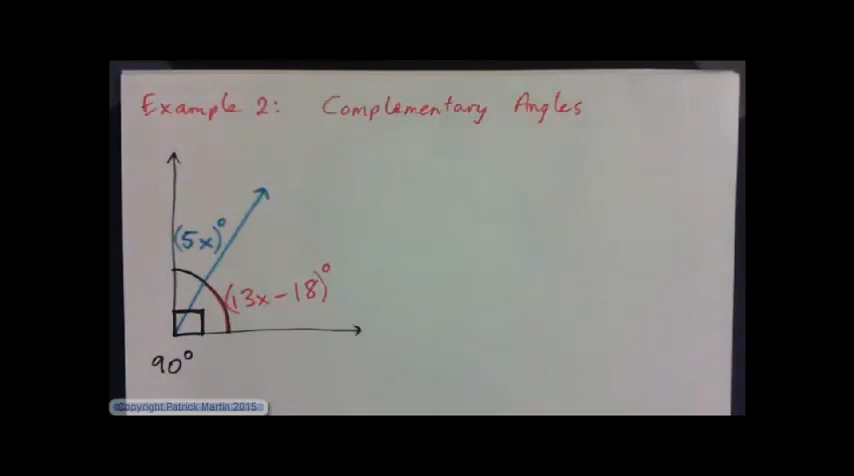 Example 2: Complementary Angles
(5x)°
(13x-18)°
90°
Copyright Patrick Martin 2015